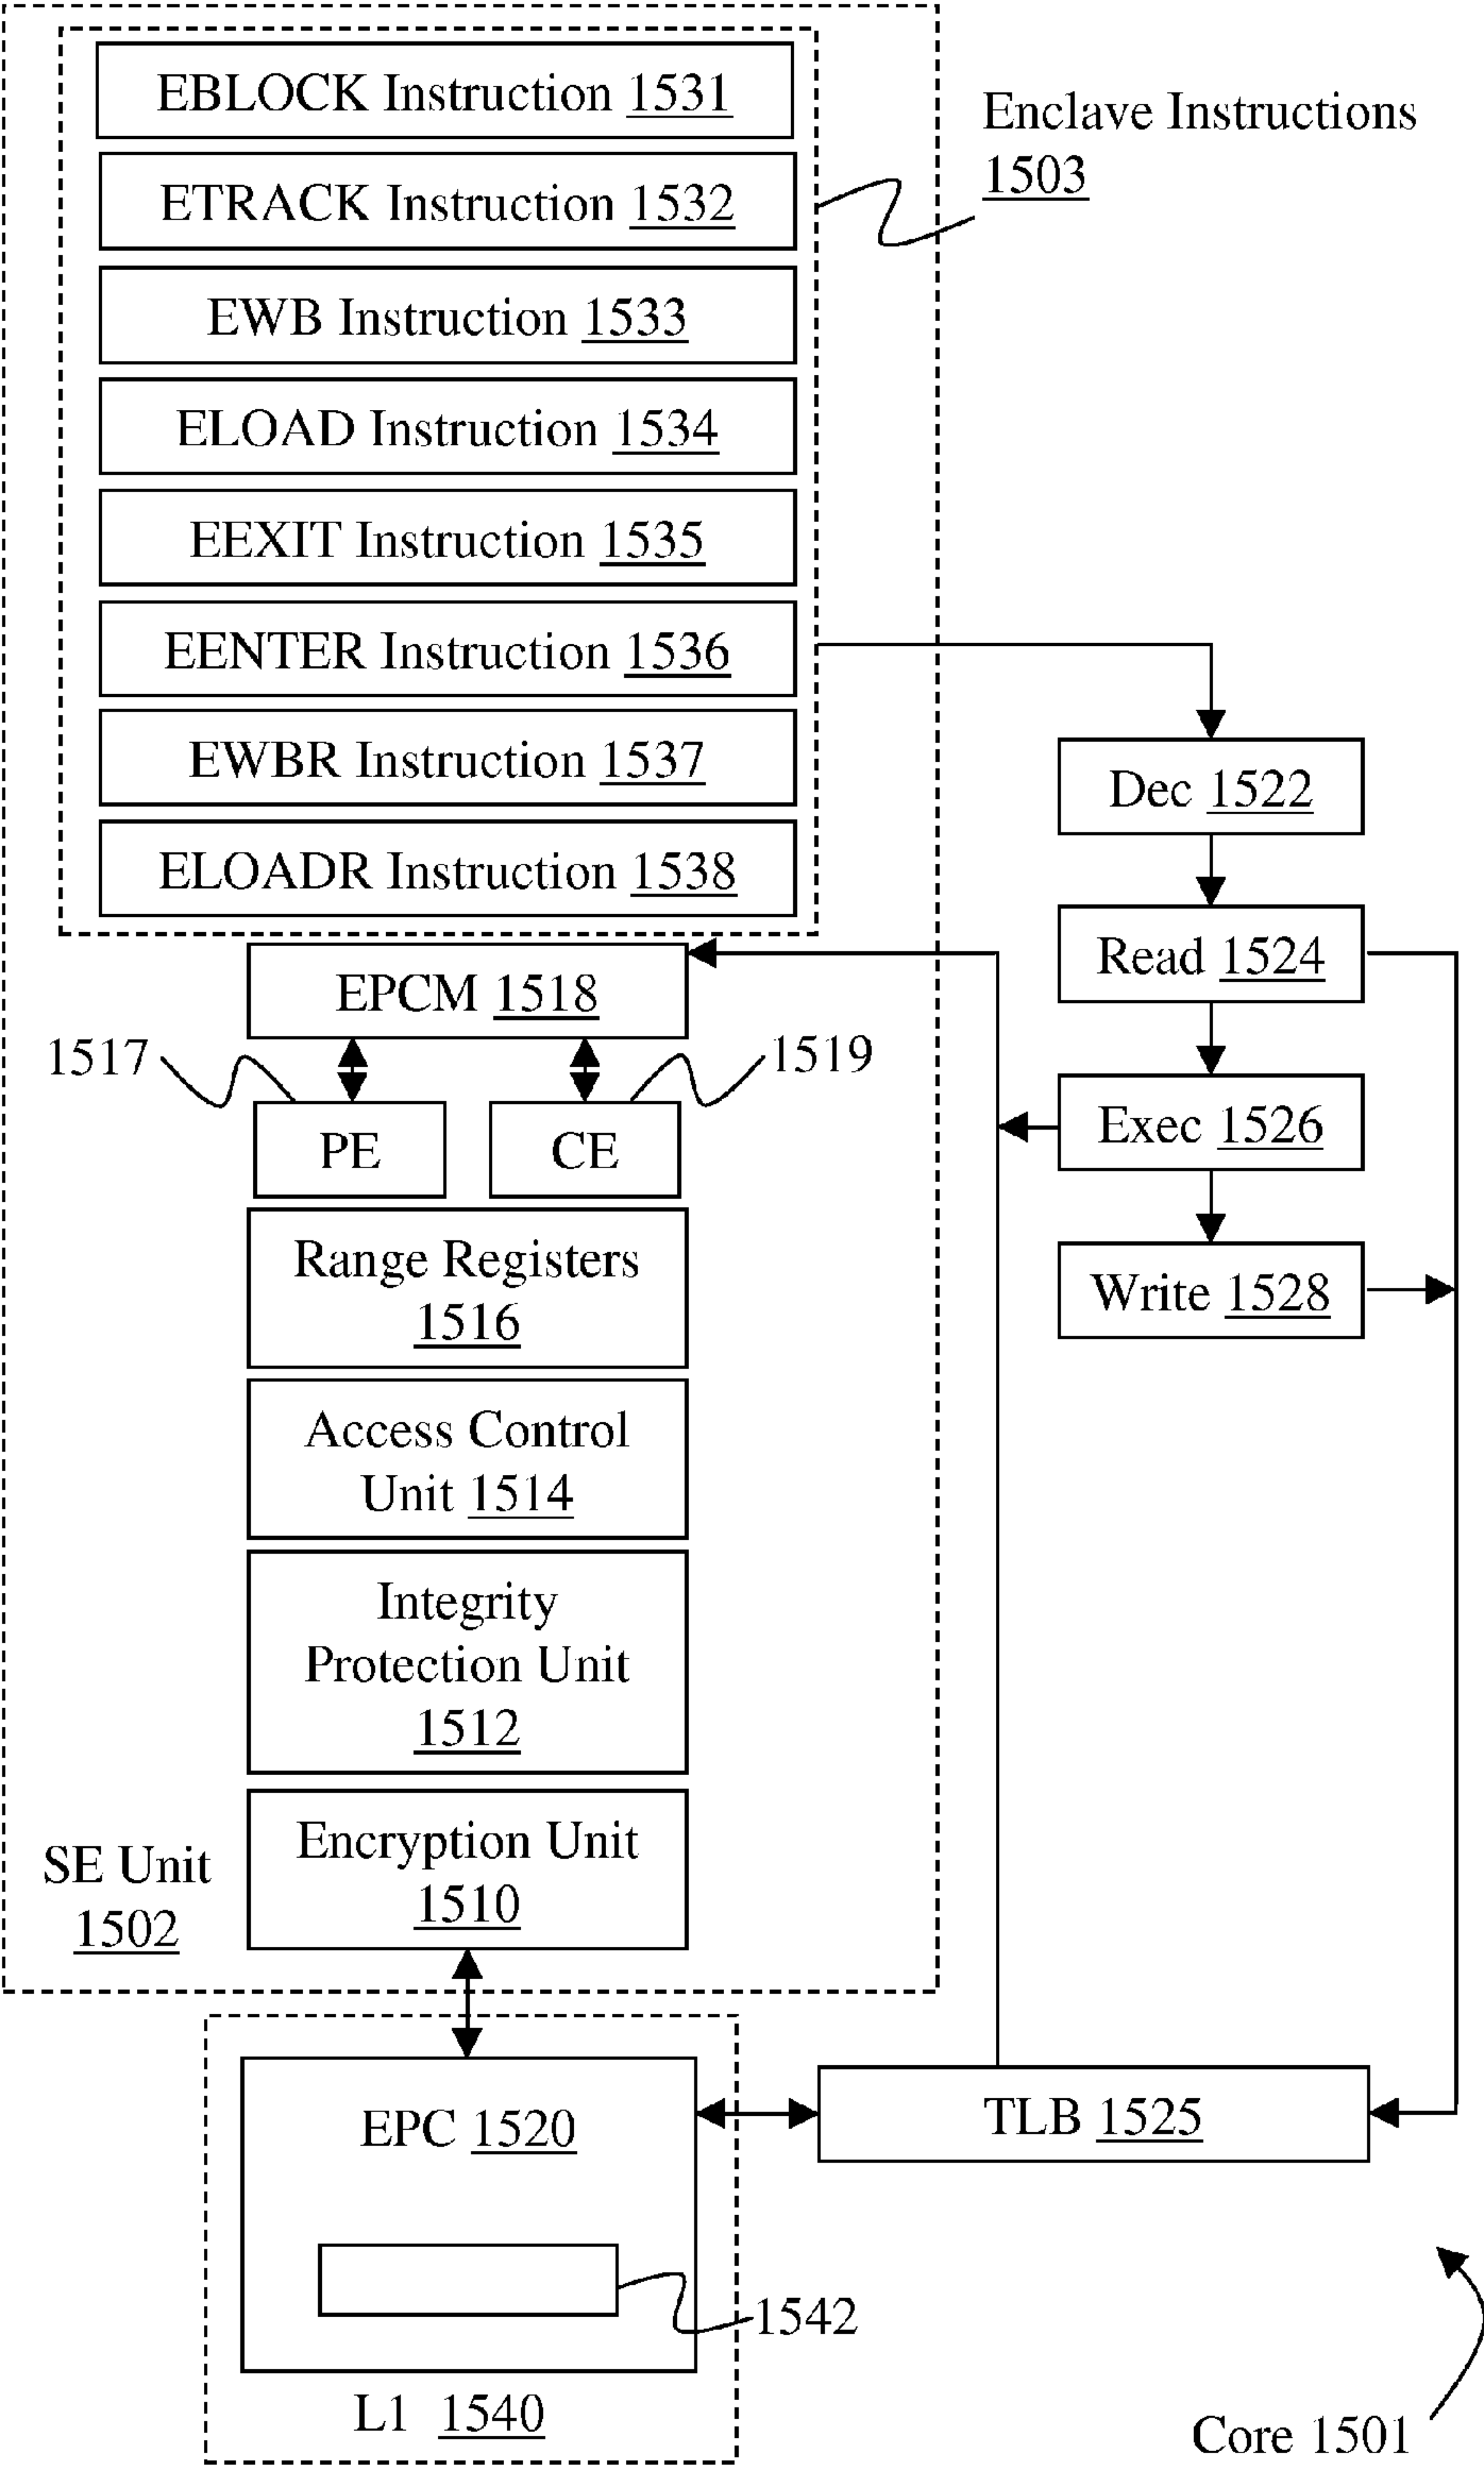 EBLOCK Instruction 1531
ETRACK Instruction 1532
EWB Instruction 1533
ELOAD Instruction 1534
EEXIT Instruction 1535
EENTER Instruction 1536
EWBR Instruction 1537
ELOADR Instruction 1538
Enclave Instructions
1503
Dec 1522
Read 1524
Exec 1526
Write 1528
EPCM 1518
1517
1519
PE
CE
Range Registers
1516
Access Control
Unit 1514
Integrity
Protection Unit
1512
Encryption Unit
1510
SE Unit
1502
EPC 1520
TLB 1525
1542
L1 1540
Core 1501